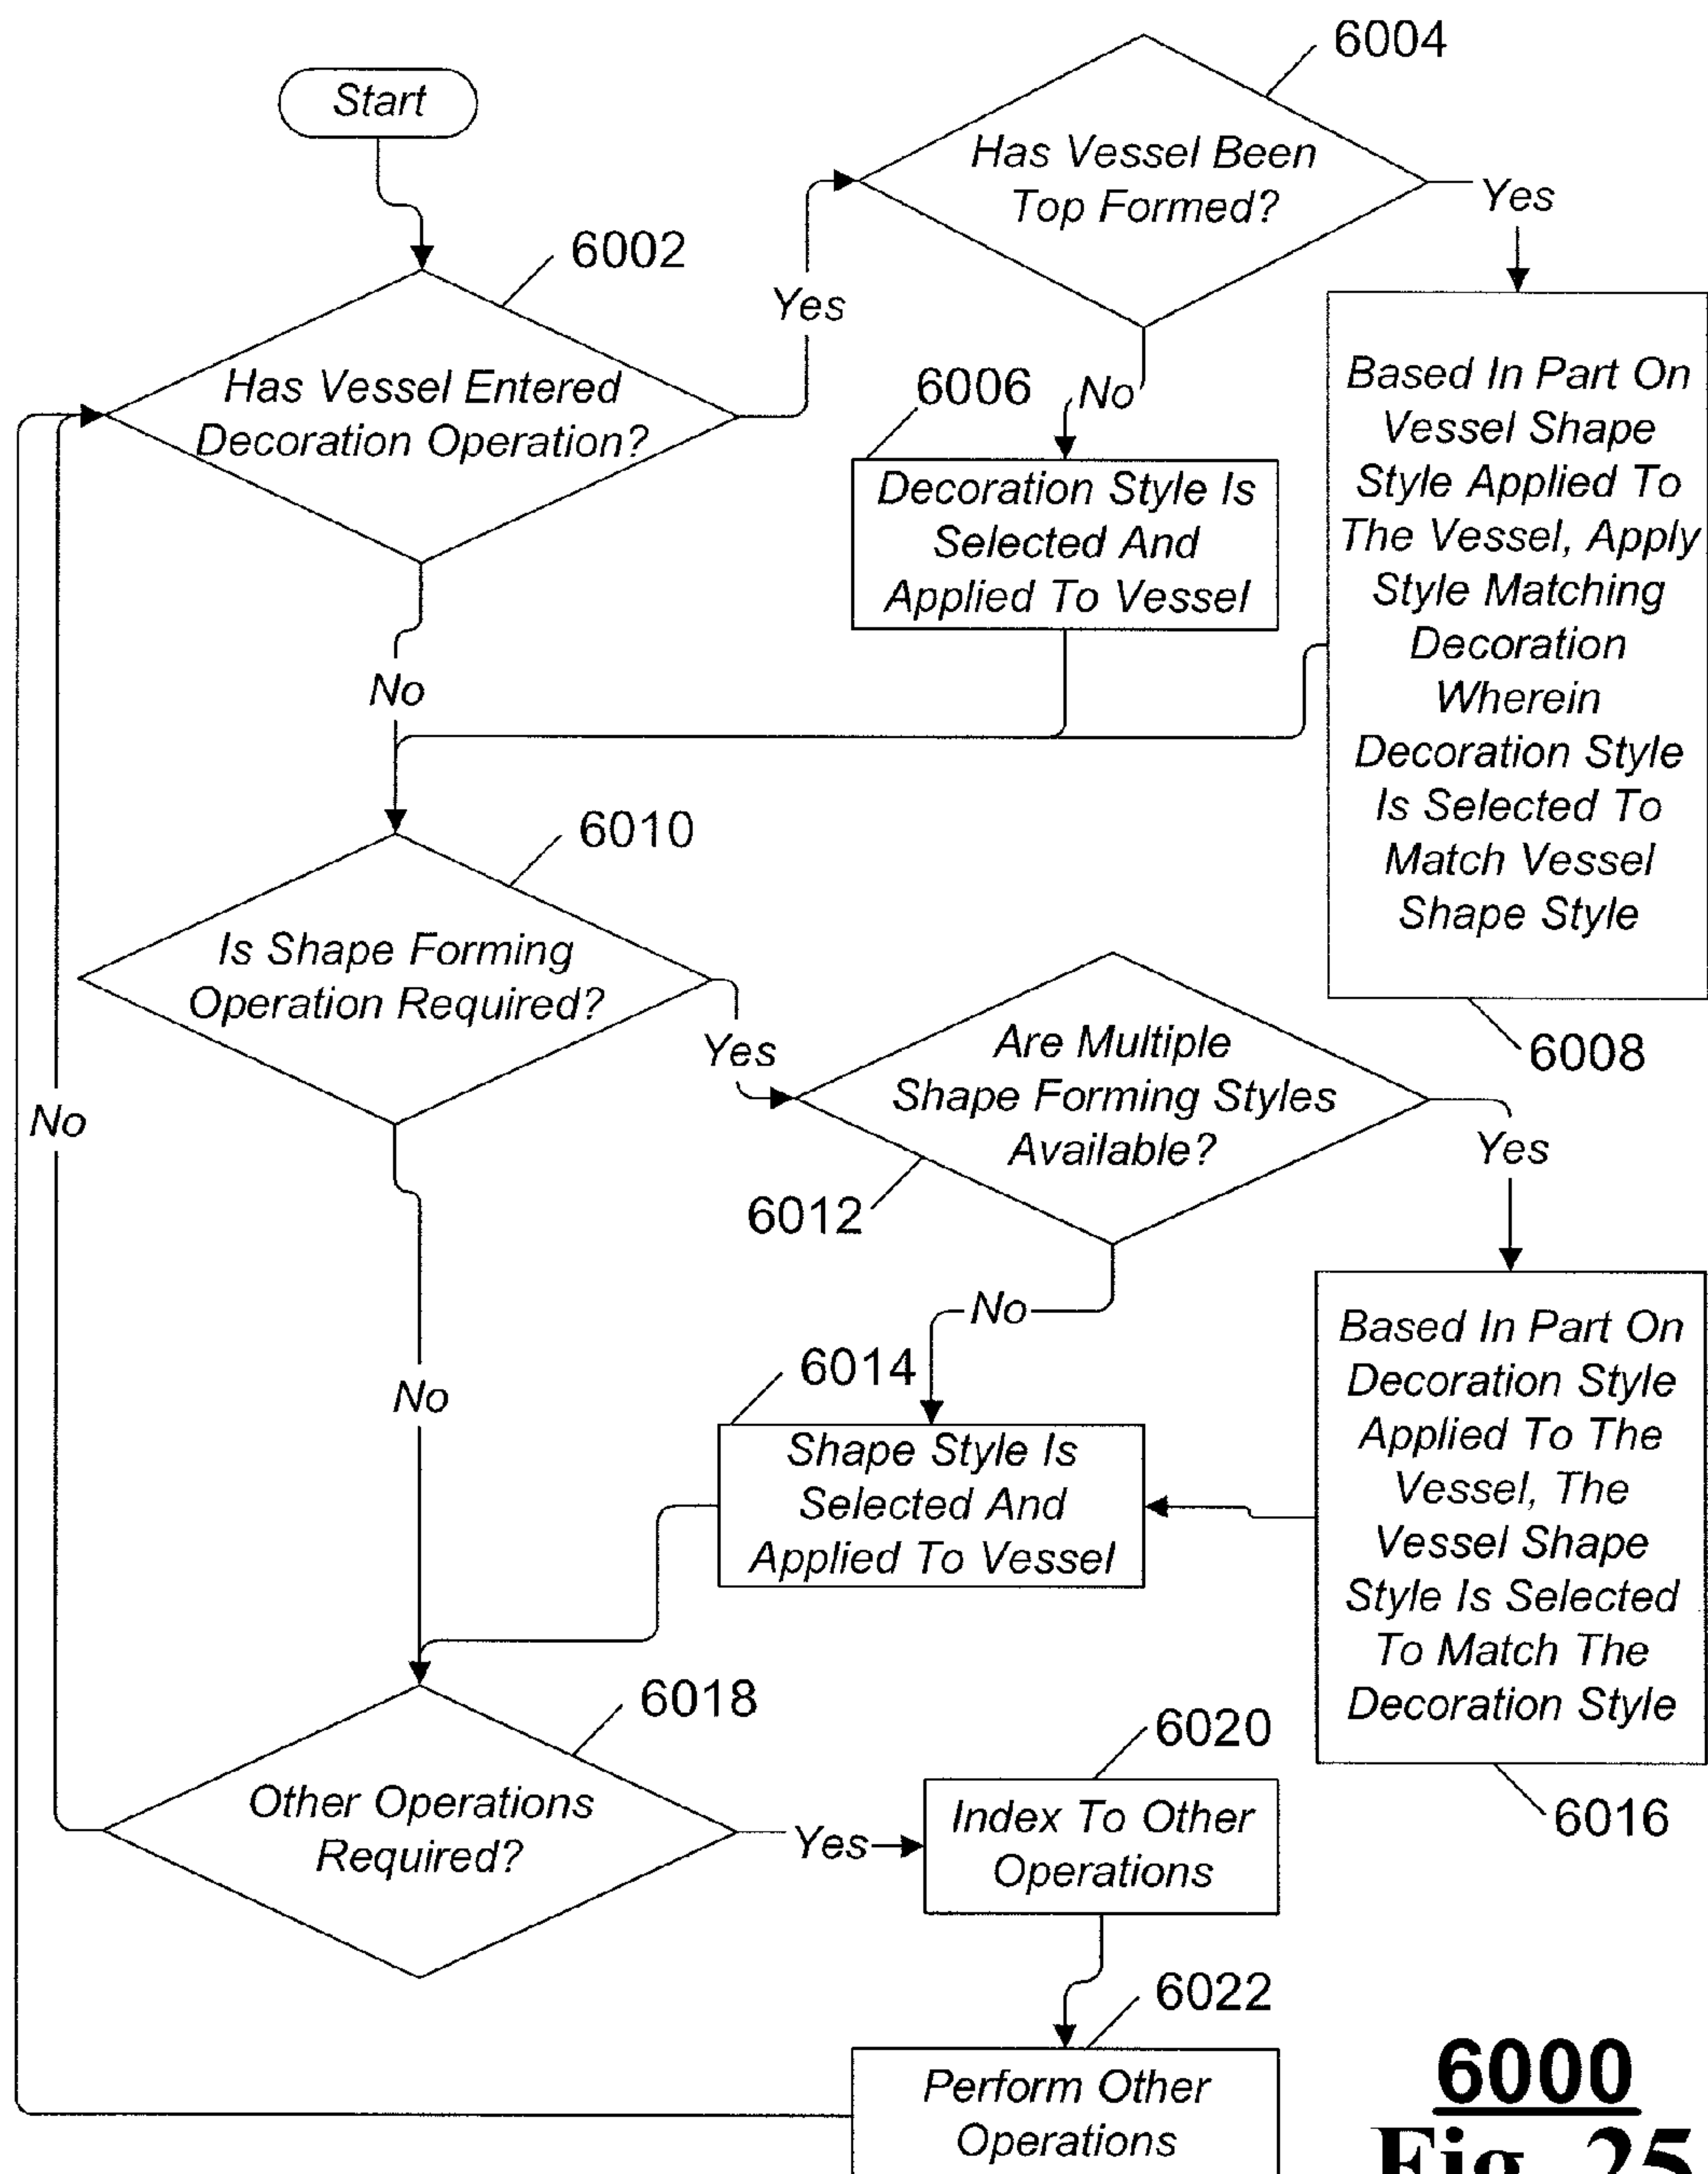 Start
6002
Has Vessel Entered
Decoration Operation?
Yes
No
6004
Has Vessel Been
Top Formed?
Yes
No
6006
Decoration Style Is
Selected And
Applied To Vessel
Based In Part On
Vessel Shape
Style Applied To
The Vessel, Apply
Style Matching
Decoration
Wherein
Decoration Style
Is Selected To
Match Vessel
Shape Style
6008
6010
Is Shape Forming
Operation Required?
Yes
No
Are Multiple
Shape Forming Styles
Available?
6012
Yes
No
6014
Shape Style Is
Selected And
Applied To Vessel
Based In Part On
Decoration Style
Applied To The
Vessel, The
Vessel Shape
Style Is Selected
To Match The
Decoration Style
6016
6018
Other Operations
Required?
No
Yes
6020
Index To Other
Operations
6022
Perform Other
Operations
6000
Fig. 25